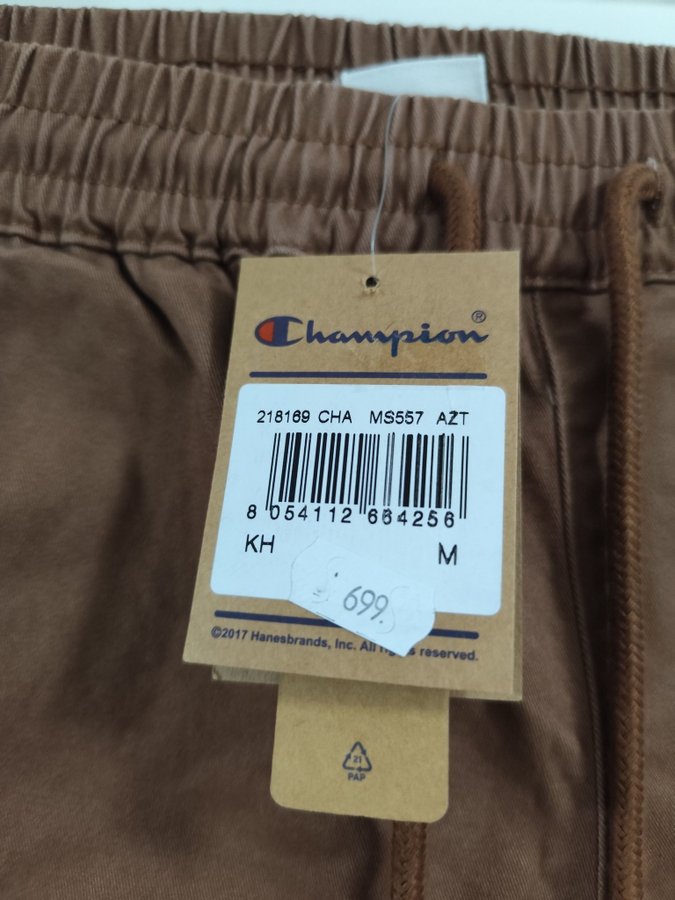 Champion®
218169 CHA MS557 AZT
8 054112 664256
KH M
699.
©2017 Hanesbrands, Inc. All rights reserved.
21
PAP